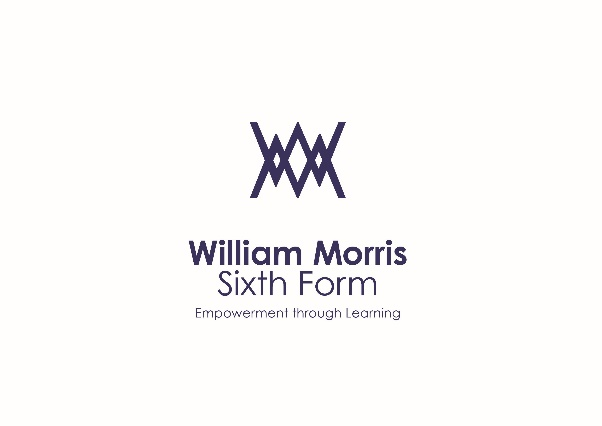 William Morris
Sixth Form
Empowerment through Learning